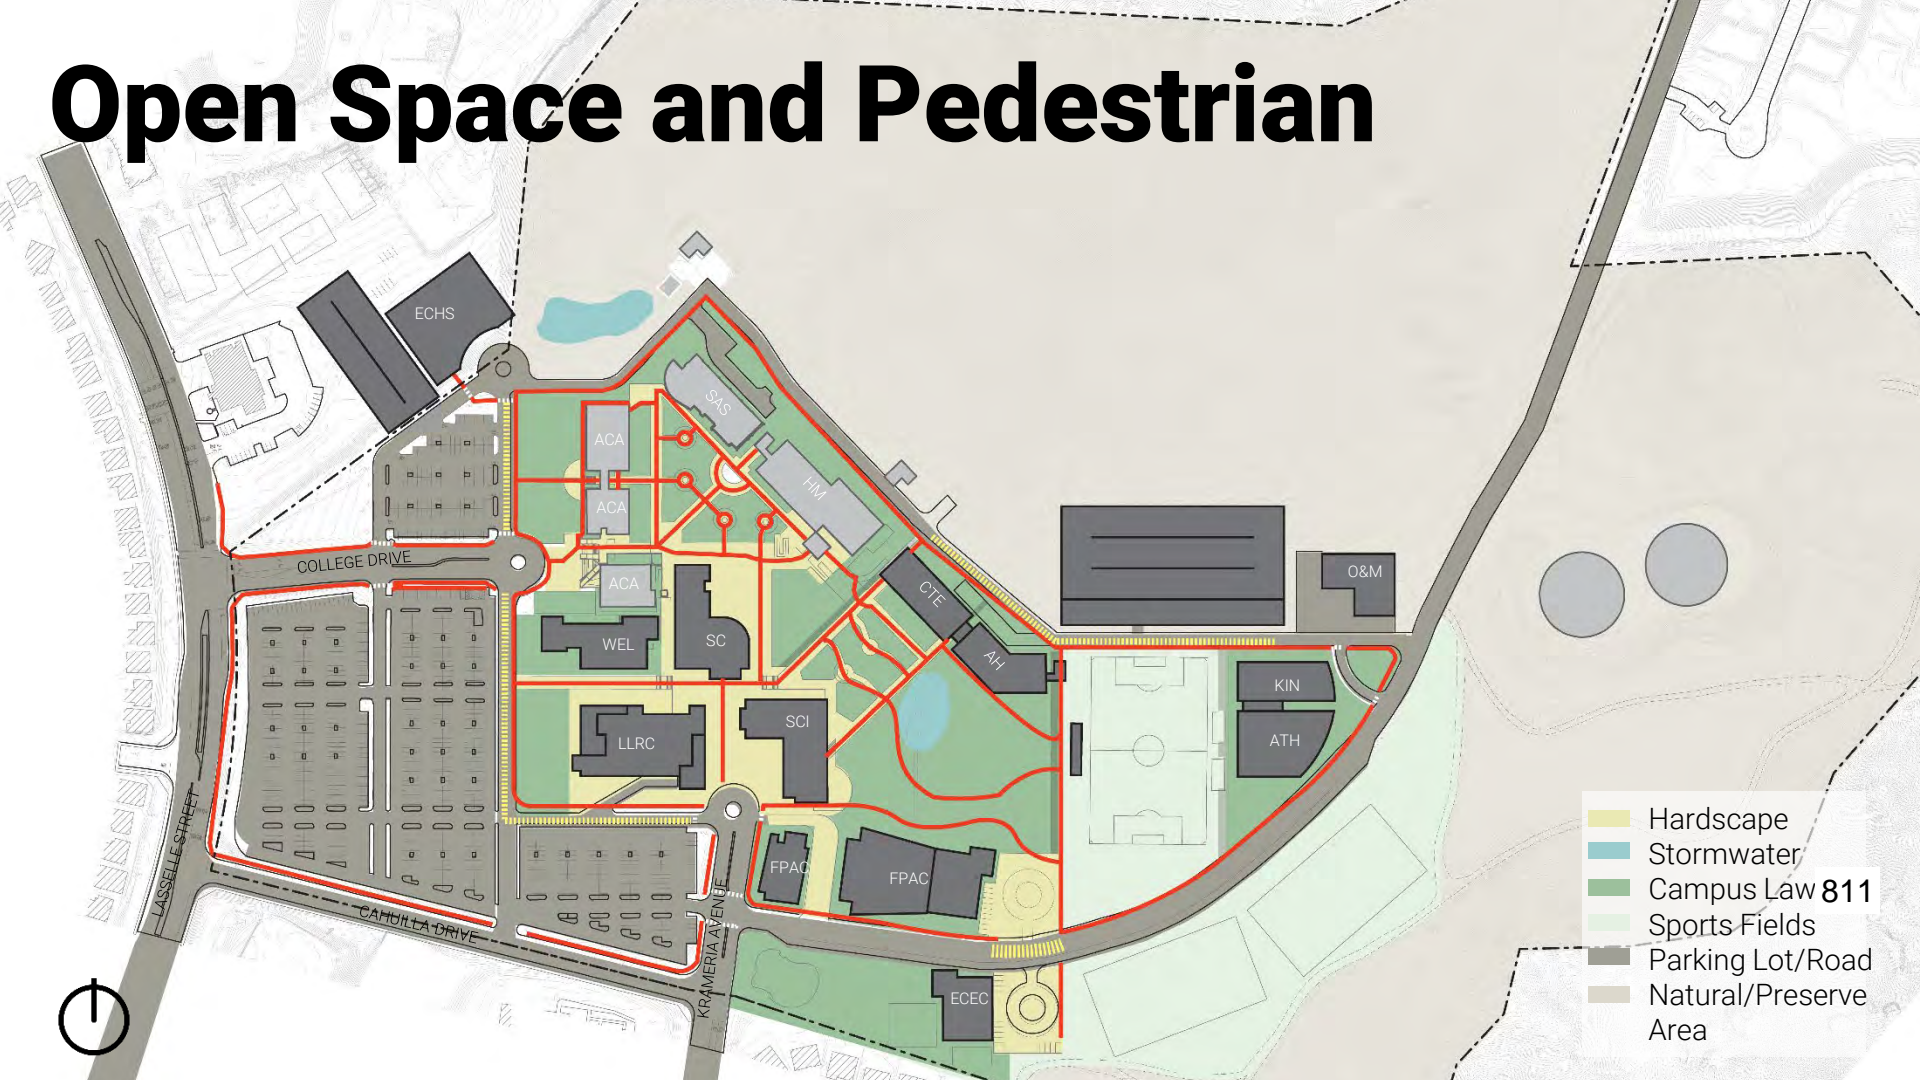 Open Space and Pedestrian
ECHS
SAS
ACA
HM
ACA
COLLEGE DRIVE
O&M
ACA
CTE
WEL
SC
AH
KIN
SCI
LLRC
ATH
LASSELLE STREET
FPAC
FPAC
CAHUILLA DRIVE
KRAMERIA AVENUE
ECEC
Hardscape
Stormwater
Campus Law 811
Sports Fields
Parking Lot/Road
Natural/Preserve
Area